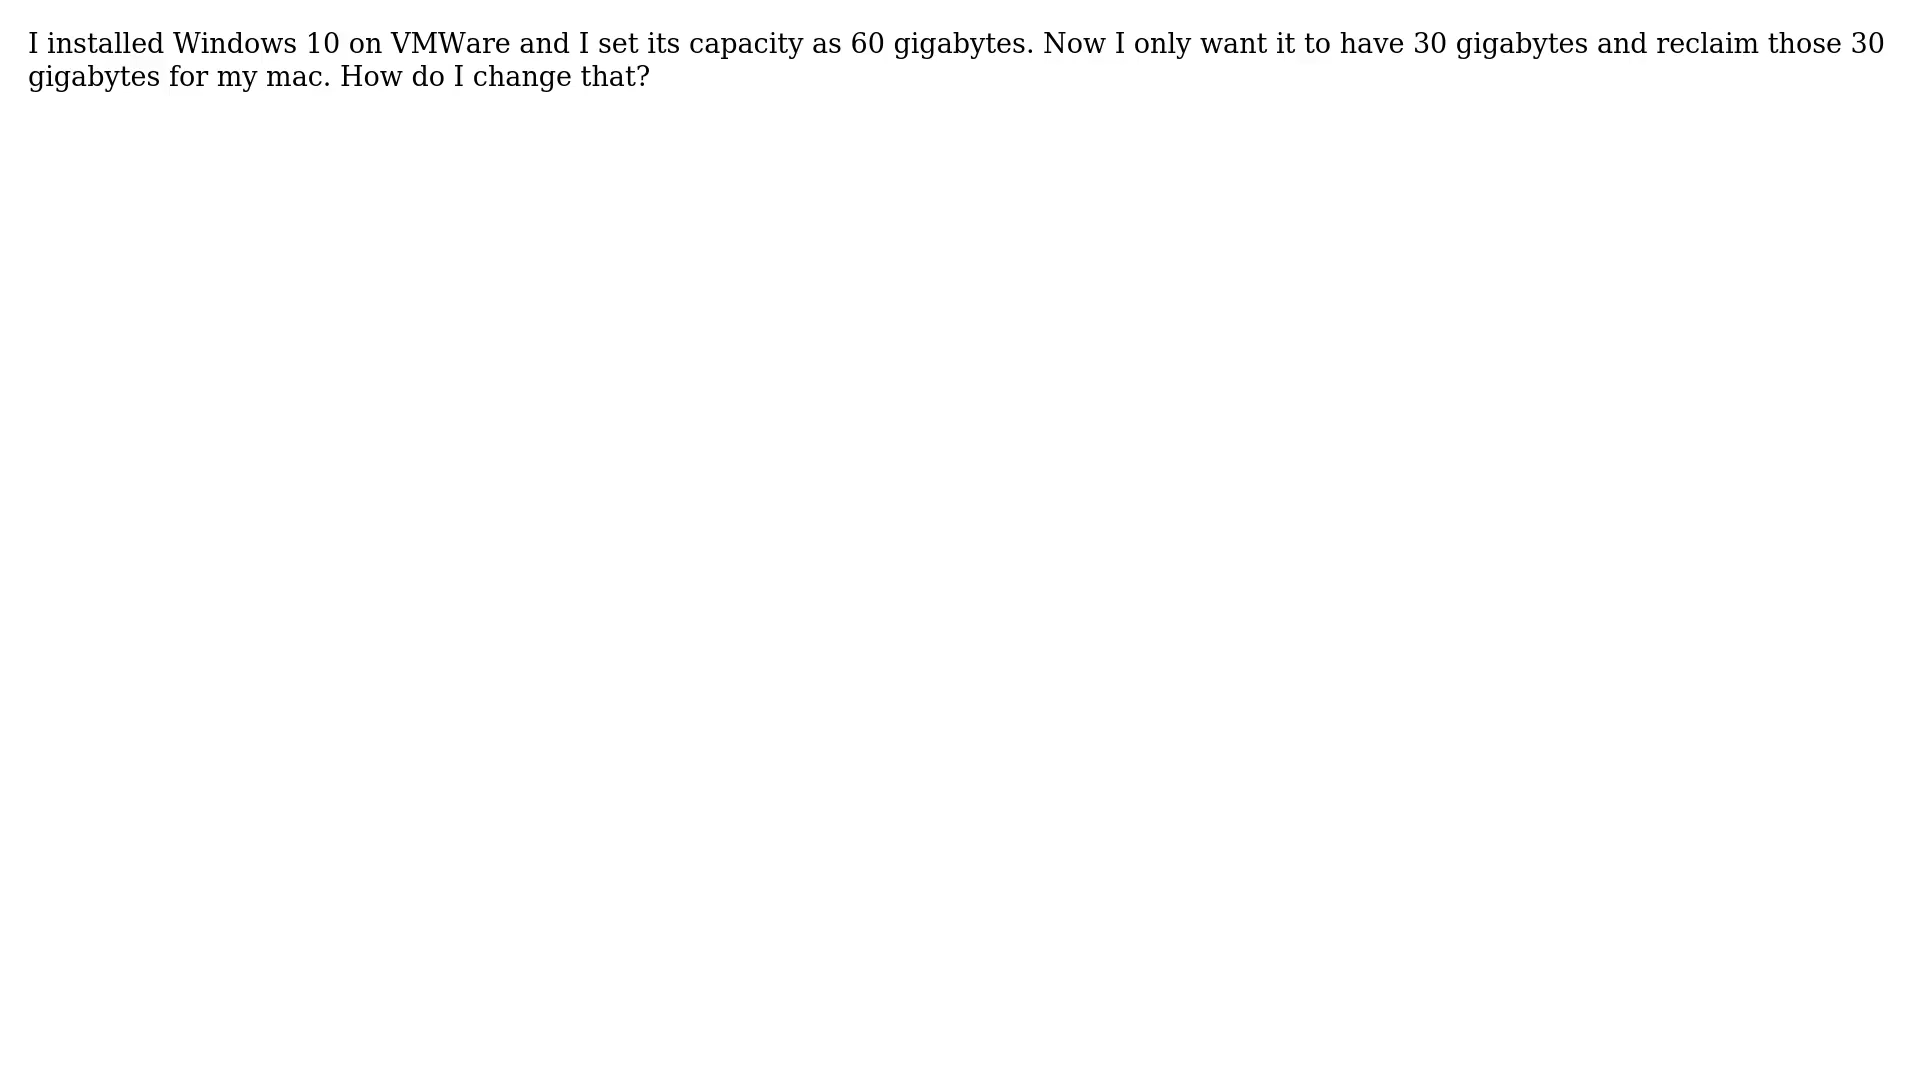 I installed Windows 10 on VMWare and I set its capacity as 60 gigabytes. Now I only want it to have 30 gigabytes and reclaim those 30
gigabytes for my mac. How do I change that?